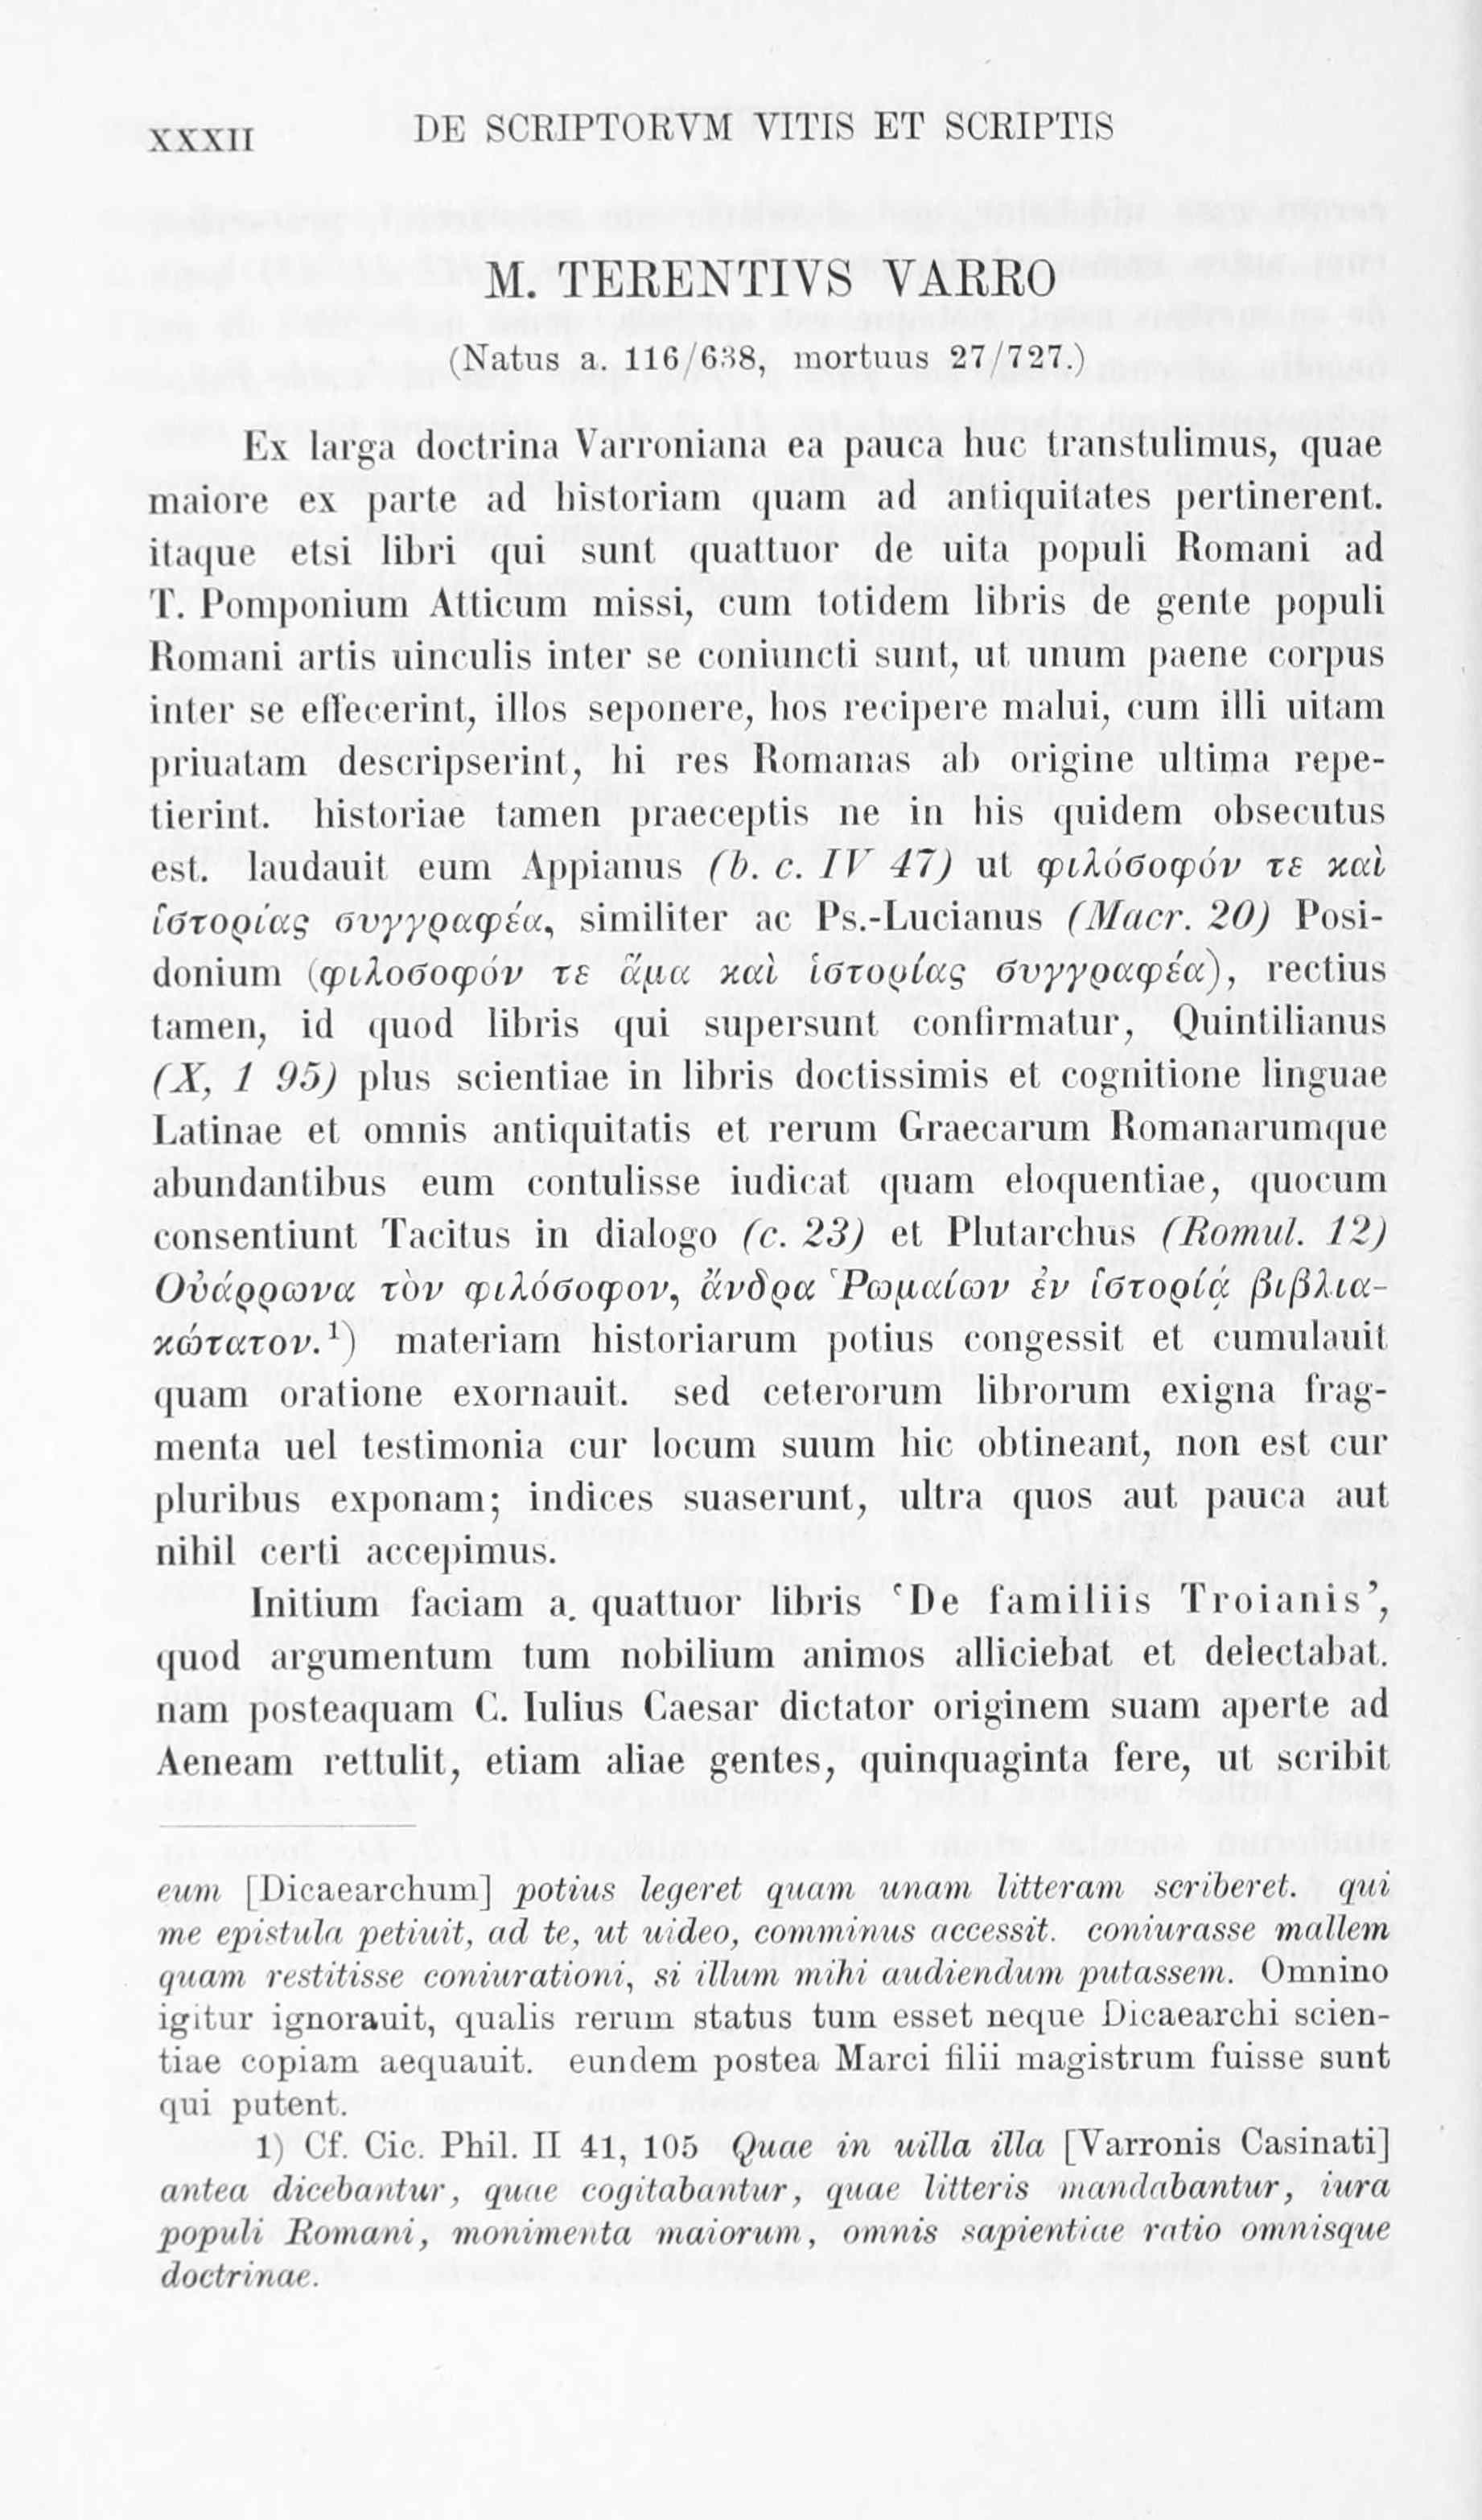 XXXII DE SCRIPTORVM VITIS ET SCRIPTIS
M. TERENTIVS VARRO
(Natus a. 116/638, mortuus 27/727.)
Ex larga doctrina Varroniana ea pauca huc transtulimus, quae
maiore ex parte ad historiam quam ad antiquitates pertinerent.
itaque etsi libri qui sunt quattuor de uita populi Romani ad
T. Pomponium Atticum missi, cum totidem libris de gente populi
Romani artis uinculis inter se coniuncti sunt, ut unum paene corpus
inter se effecerint, illos seponere, hos recipere malui, cum illi uitam
priuatam descripserint, hi res Romanas ab origine ultima repe-
tierint. historiae tamen praeceptis ne in his quidem obsecutus
est. laudauit eum Appianus (b. c. IV 47) ut φιλόσοφόν τε καὶ
ἱστορίας συγγραφέα, similiter ac Ps.-Lucianus (Macr. 20) Posi-
donium (φιλοσοφόν τε ἅμα καὶ ἱστορίας συγγραφέα), rectius
tamen, id quod libris qui supersunt confirmatur, Quintilianus
(X, 1 95) plus scientiae in libris doctissimis et cognitione linguae
Latinae et omnis antiquitatis et rerum Graecarum Romanarumque
abundantibus eum contulisse iudicat quam eloquentiae, quocum
consentiunt Tacitus in dialogo (c. 23) et Plutarchus (Romul. 12)
Οὐάρρωνα τὸν φιλόσοφον, ἄνδρα Ῥωμαίων ἐν ἱστορίᾳ βιβλια-
κώτατον.¹) materiam historiarum potius congessit et cumulauit
quam oratione exornauit. sed ceterorum librorum exigna frag-
menta uel testimonia cur locum suum hic obtineant, non est cur
pluribus exponam; indices suaserunt, ultra quos aut pauca aut
nihil certi accepimus.
Initium faciam a. quattuor libris ‛De familiis Troianis’,
quod argumentum tum nobilium animos alliciebat et delectabat.
nam posteaquam C. Iulius Caesar dictator originem suam aperte ad
Aeneam rettulit, etiam aliae gentes, quinquaginta fere, ut scribit
eum [Dicaearchum] potius legeret quam unam litteram scriberet. qui
me epistula petiuit, ad te, ut uideo, comminus accessit. coniurasse mallem
quam restitisse coniurationi, si illum mihi audiendum putassem. Omnino
igitur ignorauit, qualis rerum status tum esset neque Dicaearchi scien-
tiae copiam aequauit. eundem postea Marci filii magistrum fuisse sunt
qui putent.
1) Cf. Cic. Phil. II 41, 105 Quae in uilla illa [Varronis Casinati]
antea dicebantur, quae cogitabantur, quae litteris mandabantur, iura
populi Romani, monimenta maiorum, omnis sapientiae ratio omnisque
doctrinae.